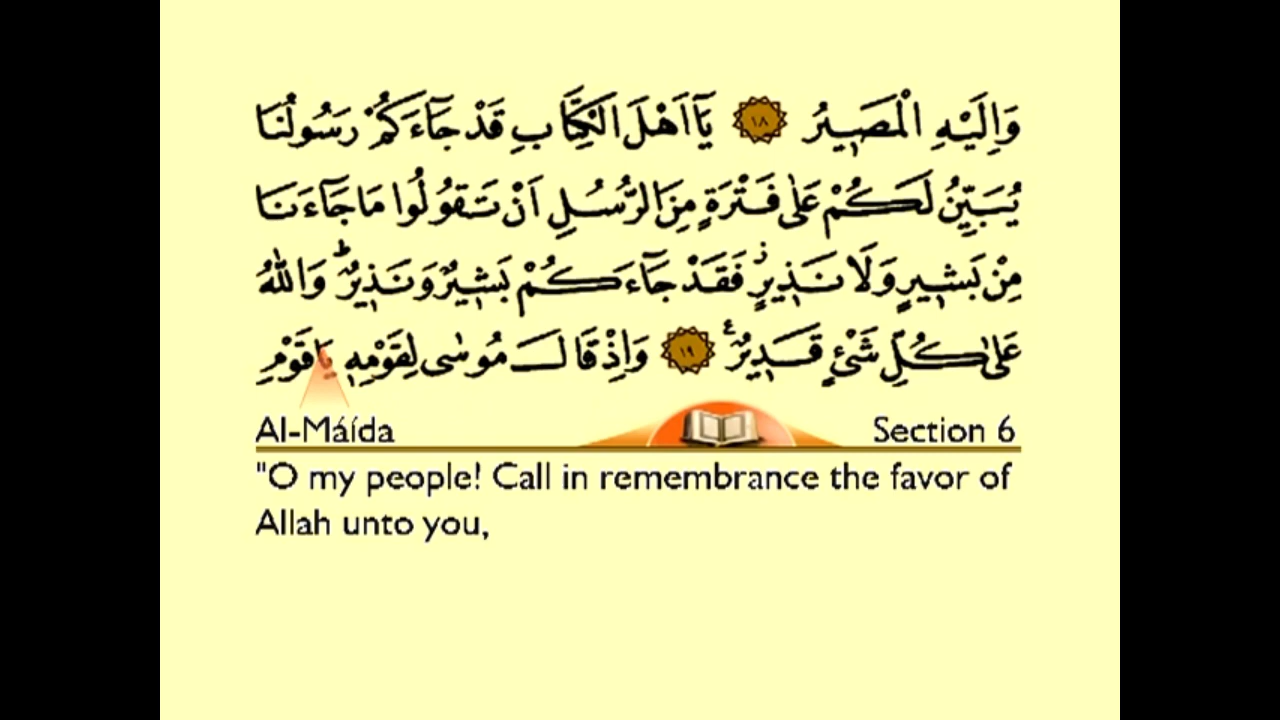 وَاِلَيْهِ الْمَصِيرُ ١٨ يَٓا اَهْلَ الْكِتَابِ قَدْ جَٓاءَكُمْ رَسُولُنَا
يُبَيِّنُ لَكُمْ عَلٰى فَتْرَةٍ مِنَ الرُّسُلِ اَنْ تَقُولُوا مَا جَٓاءَنَا
مِنْ بَشٖيرٍ وَلَا نَذٖيرٍۘ فَقَدْ جَٓاءَكُمْ بَشٖيرٌ وَنَذٖيرٌؕ وَاللّٰهُ
عَلٰى كُلِّ شَیْءٍ قَدٖيرٌࣖ ١٩ وَاِذْ قَالَ مُوسٰى لِقَوْمِهٖ يَا قَوْمِ
Al-Máída Section 6
"O my people! Call in remembrance the favor of
Allah unto you,